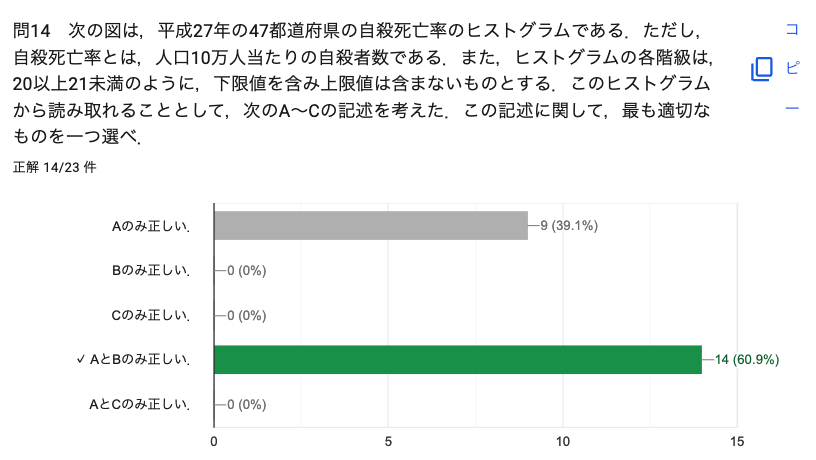 問14　次の図は，平成27年の47都道府県の自殺死亡率のヒストグラムである．ただし，
自殺死亡率とは，人口10万人当たりの自殺者数である．また，ヒストグラムの各階級は，
20以上21未満のように，下限値を含み上限値は含まないものとする．このヒストグラム
から読み取れることとして，次のA～Cの記述を考えた．この記述に関して，最も適切な
ものを一つ選べ．
コピー
正解 14/23 件
Aのみ正しい．
9 (39.1%)
Bのみ正しい．
0 (0%)
Cのみ正しい．
0 (0%)
✓ AとBのみ正しい．
14 (60.9%)
AとCのみ正しい．
0 (0%)
0 5 10 15